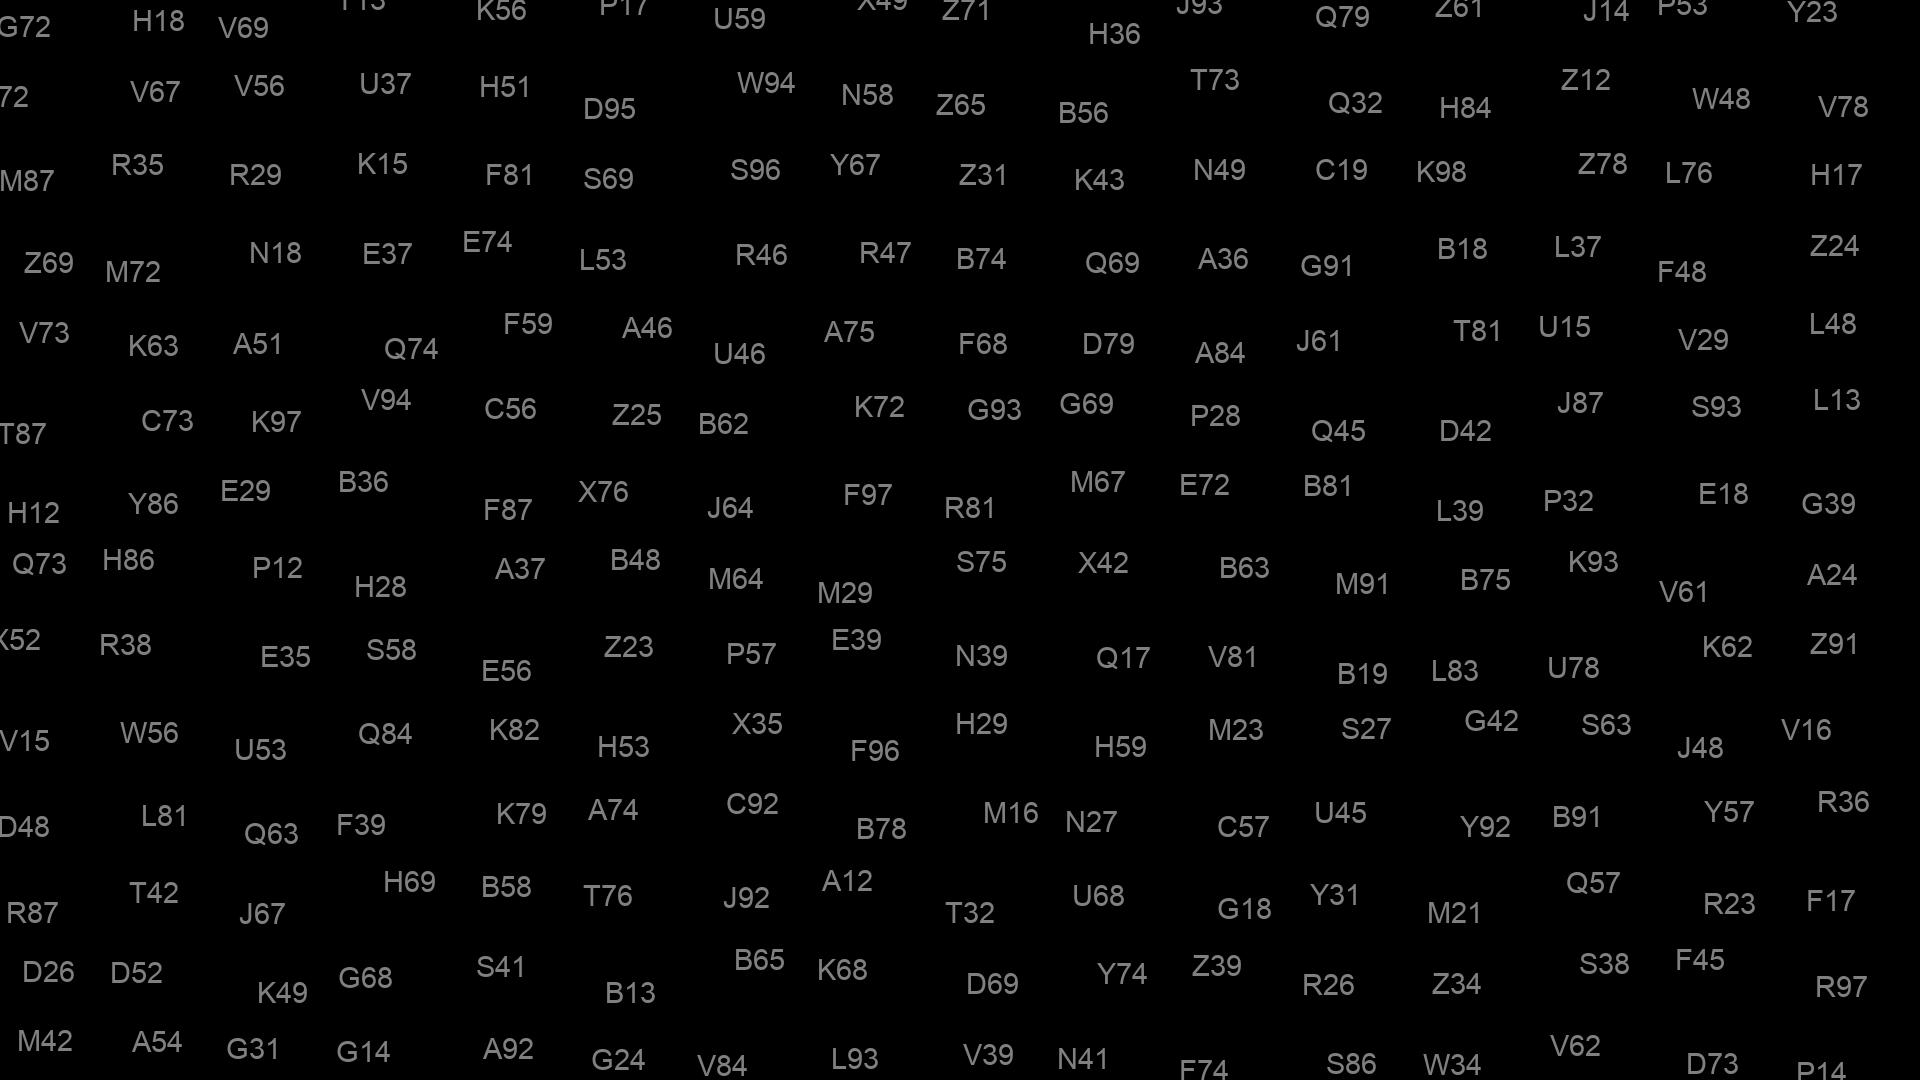 G72 H18 V69 K56 P17 U59 X49 Z71 H36 J93 Q79 Z61 J14 P53 Y23
72 V67 V56 U37 H51 D95 W94 N58 Z65 B56 T73 Q32 H84 Z12 W48 V78
M87 R35 R29 K15 F81 S69 S96 Y67 Z31 K43 N49 C19 K98 Z78 L76 H17
Z69 M72 N18 E37 E74 L53 R46 R47 B74 Q69 A36 G91 B18 L37 F48 Z24
V73 K63 A51 Q74 F59 A46 U46 A75 F68 D79 A84 J61 T81 U15 V29 L48
T87 C73 K97 V94 C56 Z25 B62 K72 G93 G69 P28 Q45 D42 J87 S93 L13
H12 Y86 E29 B36 F87 X76 J64 F97 R81 M67 E72 B81 L39 P32 E18 G39
Q73 H86 P12 H28 A37 B48 M64 M29 S75 X42 B63 M91 B75 K93 V61 A24
X52 R38 E35 S58 E56 Z23 P57 E39 N39 Q17 V81 B19 L83 U78 K62 Z91
V15 W56 U53 Q84 K82 H53 X35 F96 H29 H59 M23 S27 G42 S63 J48 V16
D48 L81 Q63 F39 K79 A74 C92 B78 M16 N27 C57 U45 Y92 B91 Y57 R36
R87 T42 J67 H69 B58 T76 J92 A12 T32 U68 G18 Y31 M21 Q57 R23 F17
D26 D52 K49 G68 S41 B13 B65 K68 D69 Y74 Z39 R26 Z34 S38 F45 R97
M42 A54 G31 G14 A92 G24 V84 L93 V39 N41 F74 S86 W34 V62 D73 P14